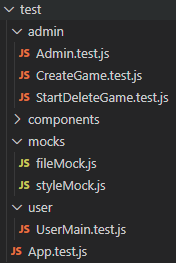 test
admin
JS Admin.test.js
JS CreateGame.test.js
JS StartDeleteGame.test.js
components
mocks
JS fileMock.js
JS styleMock.js
user
JS UserMain.test.js
JS App.test.js